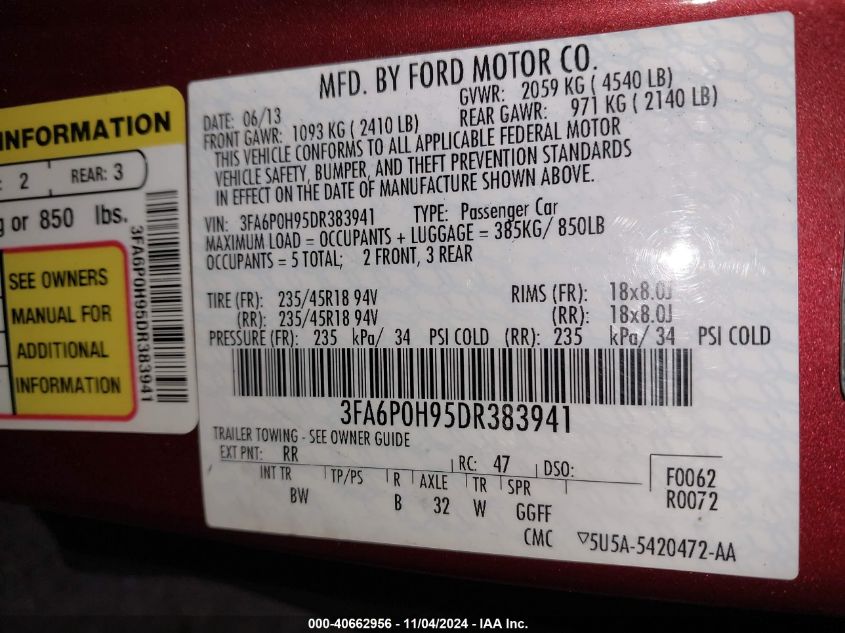 INFORMATION
: 2 REAR: 3
g or 850 lbs.
SEE OWNERS
MANUAL FOR
ADDITIONAL
INFORMATION
3FA6P0H95DR383941
MFD. BY FORD MOTOR CO.
DATE: 06/13 GVWR: 2059 KG ( 4540 LB)
FRONT GAWR: 1093 KG ( 2410 LB) REAR GAWR: 971 KG ( 2140 LB)
THIS VEHICLE CONFORMS TO ALL APPLICABLE FEDERAL MOTOR
VEHICLE SAFETY, BUMPER, AND THEFT PREVENTION STANDARDS
IN EFFECT ON THE DATE OF MANUFACTURE SHOWN ABOVE.
VIN: 3FA6P0H95DR383941 TYPE: Passenger Car
MAXIMUM LOAD = OCCUPANTS + LUGGAGE = 385KG/ 850LB
OCCUPANTS = 5 TOTAL; 2 FRONT, 3 REAR
TIRE (FR): 235/45R18 94V RIMS (FR): 18x8.0J
(RR): 235/45R18 94V (RR): 18x8.0J
PRESSURE (FR): 235 kPa/ 34 PSI COLD (RR): 235 kPa/ 34 PSI COLD
3FA6P0H95DR383941
TRAILER TOWING - SEE OWNER GUIDE
EXT PNT: RR RC: 47 DSO:
INT TR TP/PS R AXLE TR SPR
BW B 32 W GGFF
F0062
R0072
CMC ▽5U5A-5420472-AA
000-40662956 - 11/04/2024 - IAA Inc.